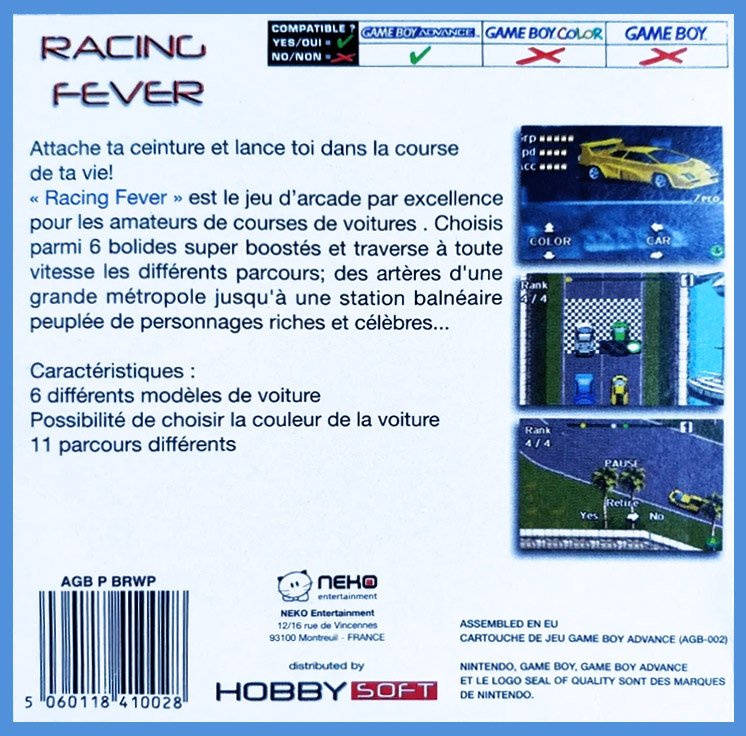 RACING
FEVER
COMPATIBLE ?
YES/OUI = ✓
NO/NON = ✗
GAME BOY ADVANCE
GAME BOY COLOR
GAME BOY
Attache ta ceinture et lance toi dans la course
de ta vie!
« Racing Fever » est le jeu d'arcade par excellence
pour les amateurs de courses de voitures . Choisis
parmi 6 bolides super boostés et traverse à toute
vitesse les différents parcours; des artères d'une
grande métropole jusqu'à une station balnéaire
peuplée de personnages riches et célèbres...
Caractéristiques :
6 différents modèles de voiture
Possibilité de choisir la couleur de la voiture
11 parcours différents
Grp
Spd
Acc
Zero
COLOR
CAR
Rank
4/4
1
Rank
4/4
1
PAUSE
Retire
Yes No
AGB P BRWP
5 060118 410028
NEKO
entertainment
NEKO Entertainment
12/16 rue de Vincennes
93100 Montreuil - FRANCE
distributed by
HOBBY SOFT
ASSEMBLED EN EU
CARTOUCHE DE JEU GAME BOY ADVANCE (AGB-002)
NINTENDO, GAME BOY, GAME BOY ADVANCE
ET LE LOGO SEAL OF QUALITY SONT DES MARQUES
DE NINTENDO.